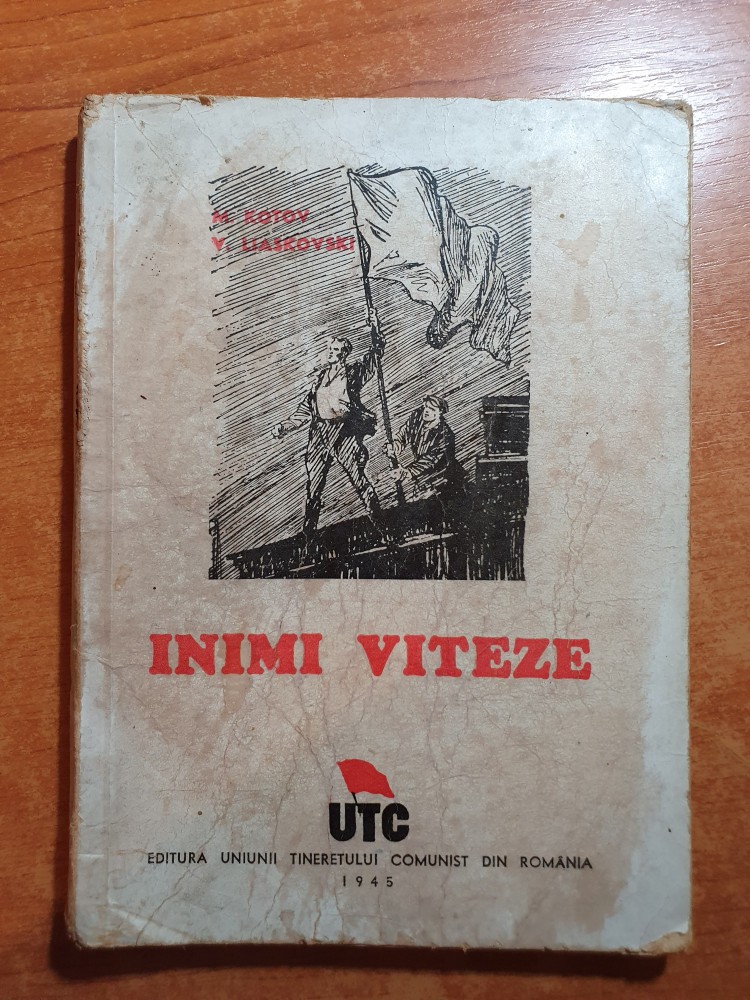 M. KOTOV
V. LIASKOVSKI
INIMI VITEZE
UTC
EDITURA UNIUNII TINERETULUI COMUNIST DIN ROMÂNIA
1945